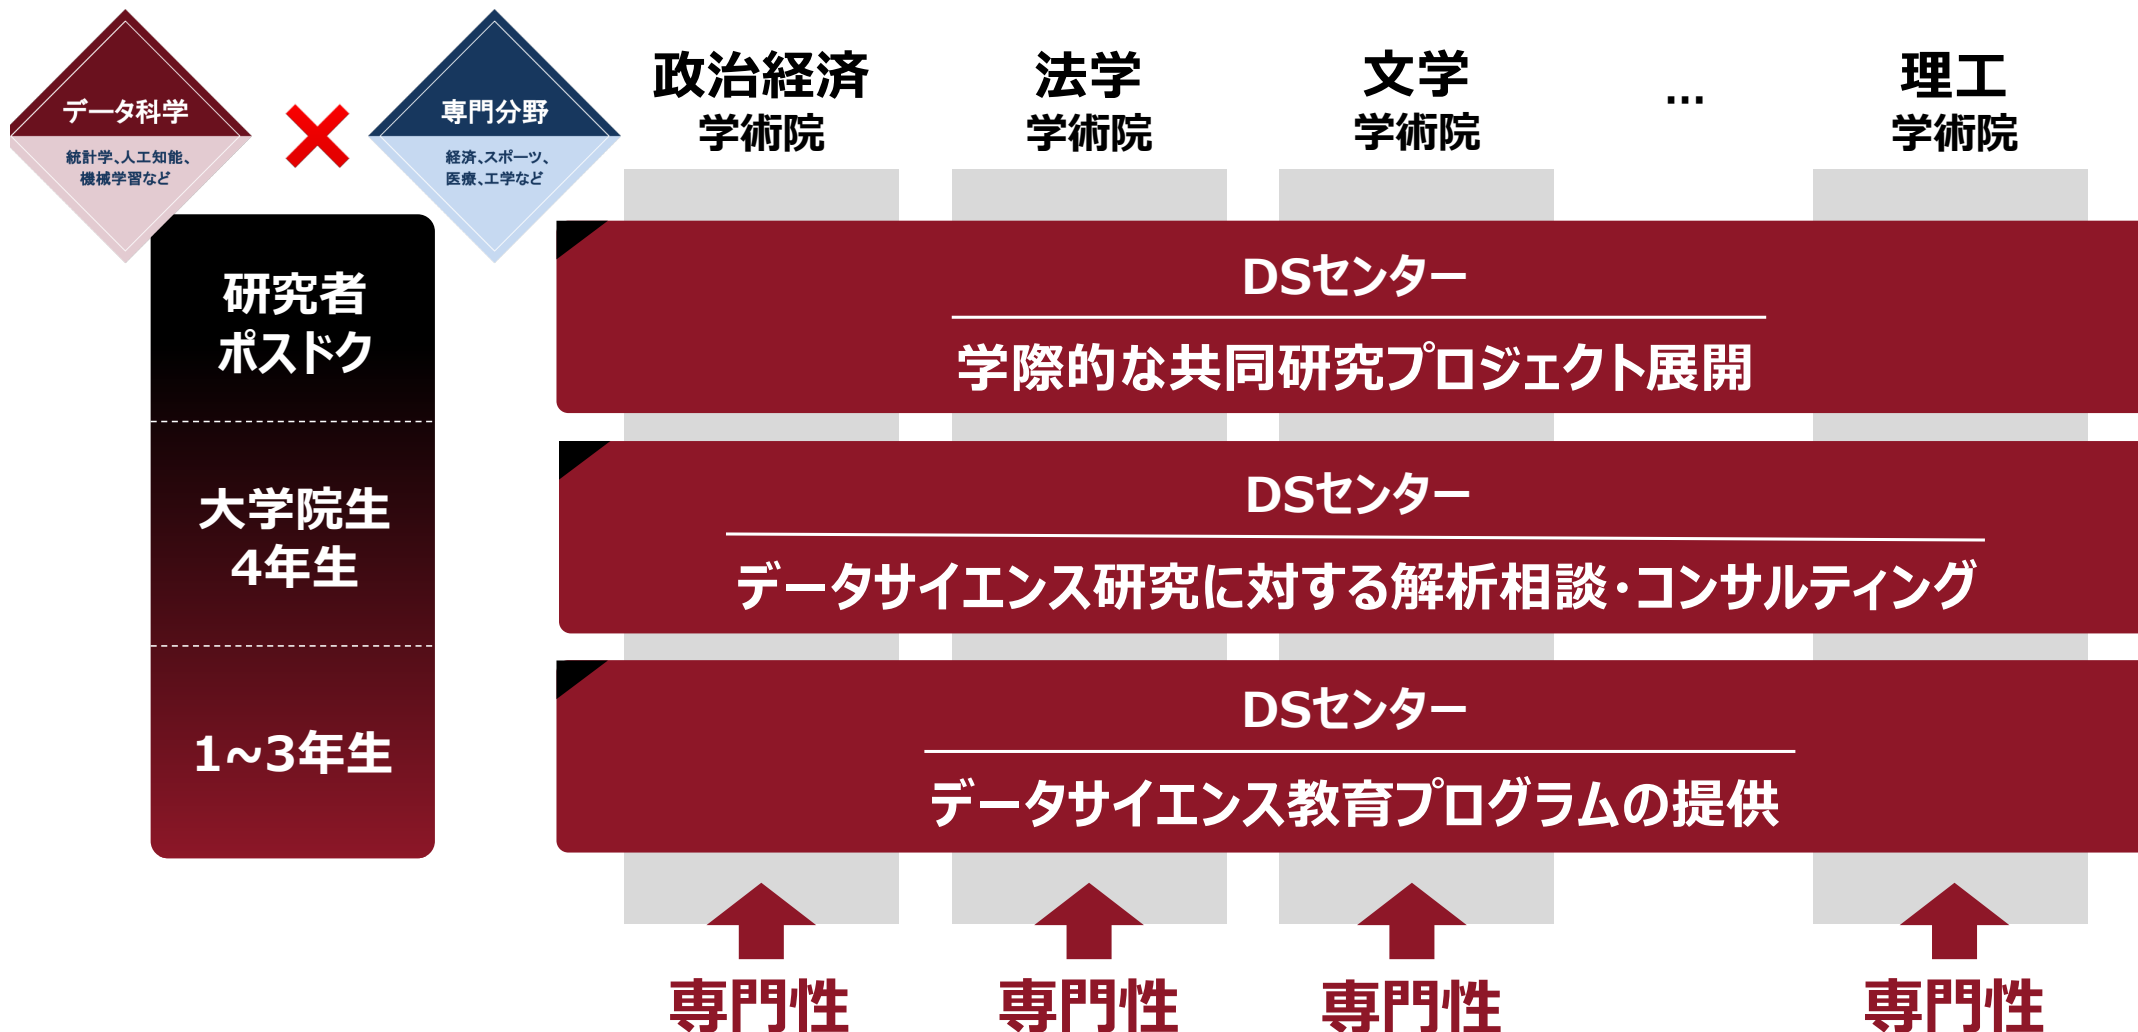 データ科学
統計学、人工知能、
機械学習など
専門分野
経済、スポーツ、
医療、工学など
政治経済
学術院
法学
学術院
文学
学術院
...
理工
学術院
研究者
ポスドク
大学院生
4年生
1~3年生
DSセンター
学際的な共同研究プロジェクト展開
DSセンター
データサイエンス研究に対する解析相談・コンサルティング
DSセンター
データサイエンス教育プログラムの提供
専門性
専門性
専門性
専門性